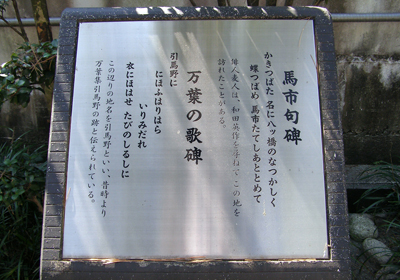 馬市句碑
かきつばた 名に八ッ橋のなつかしく
蝶つばめ 馬市たてしあととめて
俳人麦人は、和田英作を尋ねてこの地を
訪れたことがある。
万葉の歌碑
引馬野に
にほふはりはら
いりみだれ
衣にほはせ たびのしるしに
この辺りの地名を引馬野といい、昔時より
万葉集引馬野の跡と伝えられている。